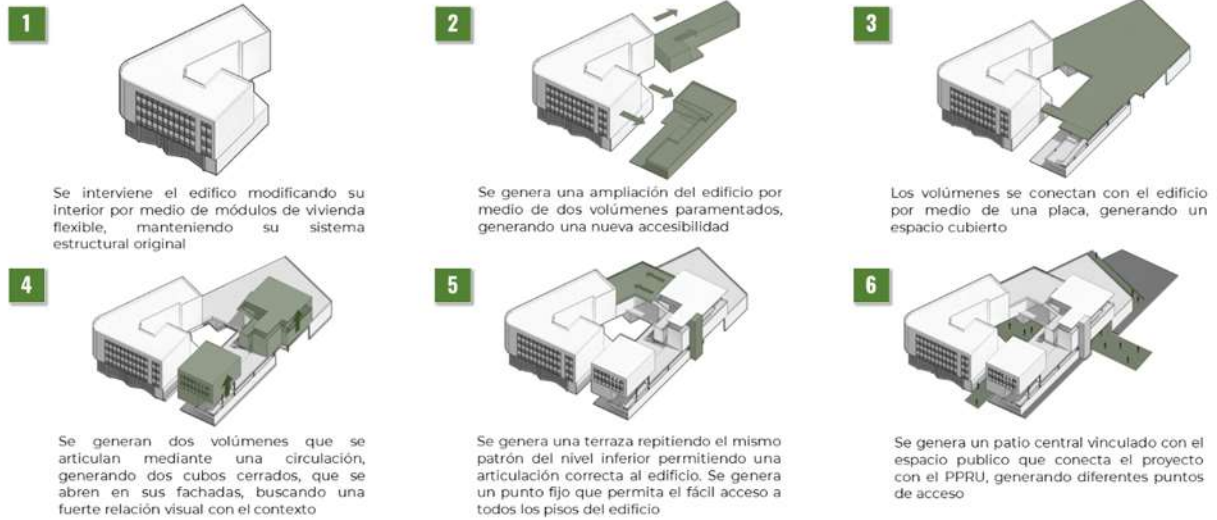 1
Se interviene el edifico modificando su
interior por medio de módulos de vivienda
flexible, manteniendo su sistema
estructural original
2
Se genera una ampliación del edificio por
medio de dos volúmenes paramentados,
generando una nueva accesibilidad
3
Los volúmenes se conectan con el edificio
por medio de una placa, generando un
espacio cubierto
4
Se generan dos volúmenes que se
articulan mediante una circulación,
generando dos cubos cerrados, que se
abren en sus fachadas, buscando una
fuerte relación visual con el contexto
5
Se genera una terraza repitiendo el mismo
patrón del nivel inferior permitiendo una
articulación correcta al edificio. Se genera
un punto fijo que permita el fácil acceso a
todos los pisos del edificio
6
Se genera un patio central vinculado con el
espacio publico que conecta el proyecto
con el PPRU, generando diferentes puntos
de acceso